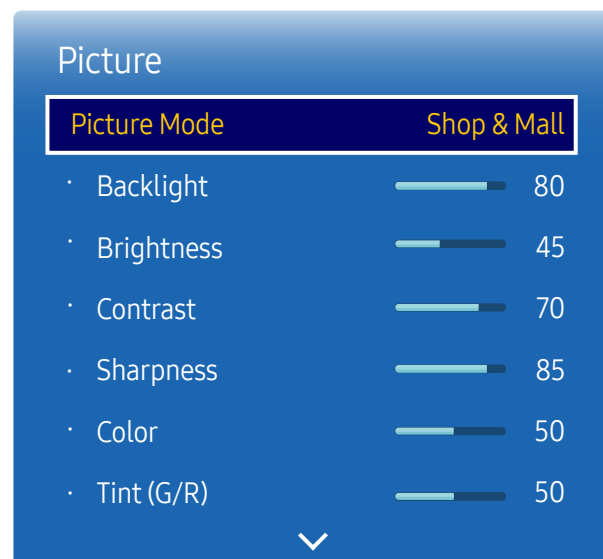 Picture
Picture Mode Shop & Mall
· Backlight 80
· Brightness 45
· Contrast 70
· Sharpness 85
· Color 50
· Tint (G/R) 50